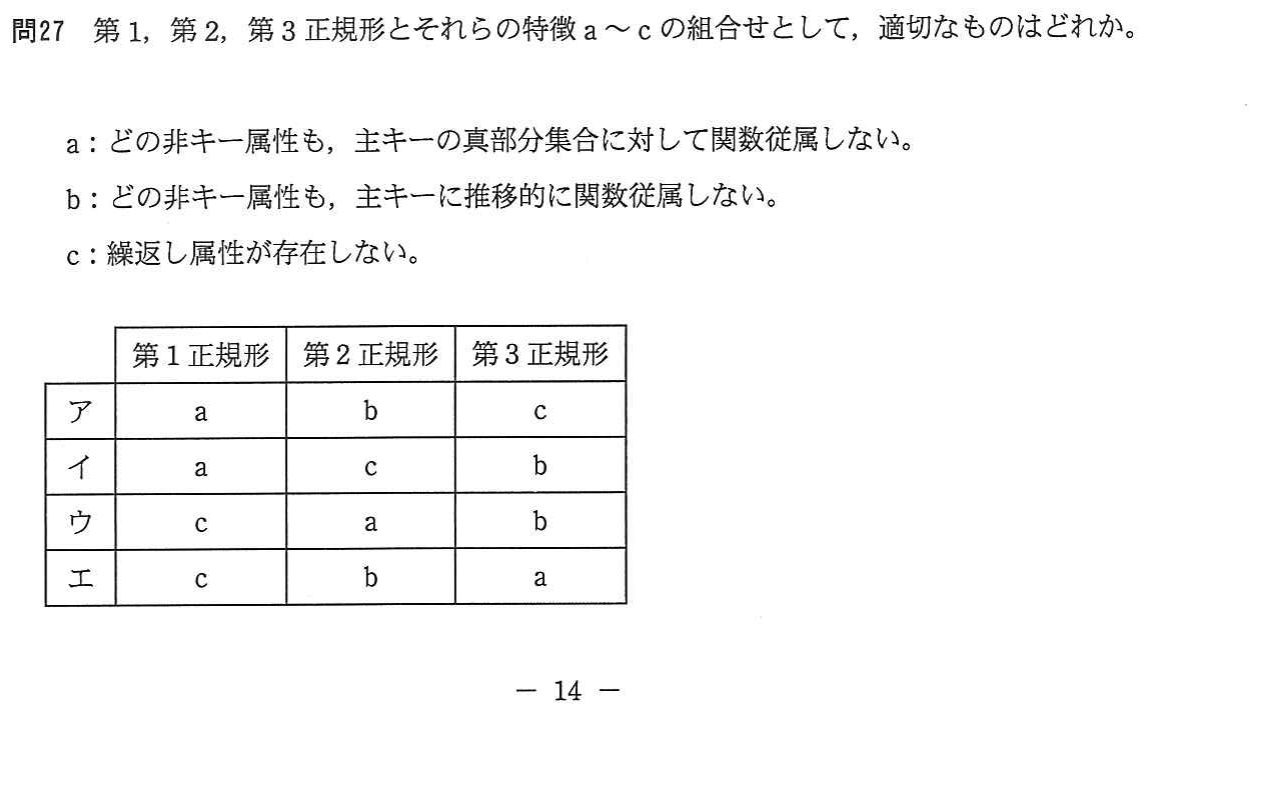 問27 第1，第2，第3正規形とそれらの特徴a～cの組合せとして，適切なものはどれか。
a：どの非キー属性も，主キーの真部分集合に対して関数従属しない。
b：どの非キー属性も，主キーに推移的に関数従属しない。
c：繰返し属性が存在しない。
第1正規形 第2正規形 第3正規形
ア a b c
イ a c b
ウ c a b
エ c b a
－ 14 －